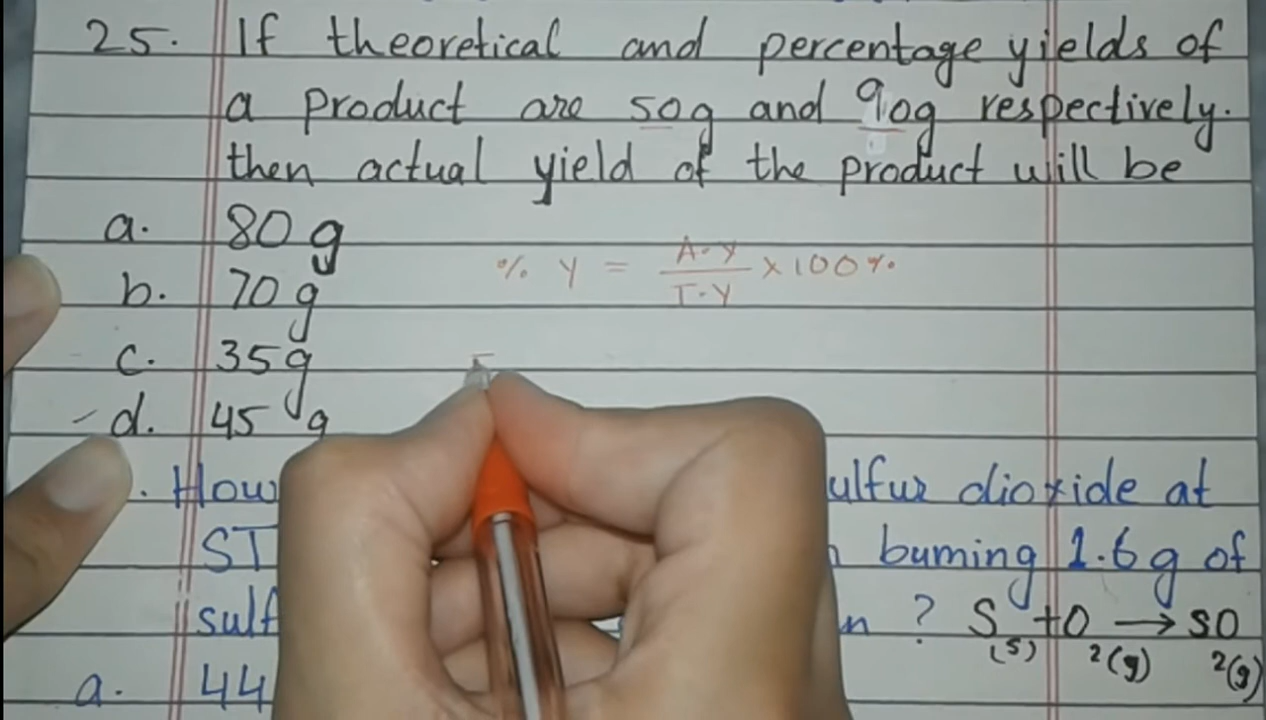 25. If theoretical and percentage yields of
a product are 50g and 90g respectively.
then actual yield of the product will be
a. 80 g
% Y = A.Y / T.Y × 100%
b. 70 g
c. 35g
d. 45 g
. How ulfur dioxide at
ST burning 1.6g of
sulf n ? S(s) + O2(g) → SO2(g)
a. 44